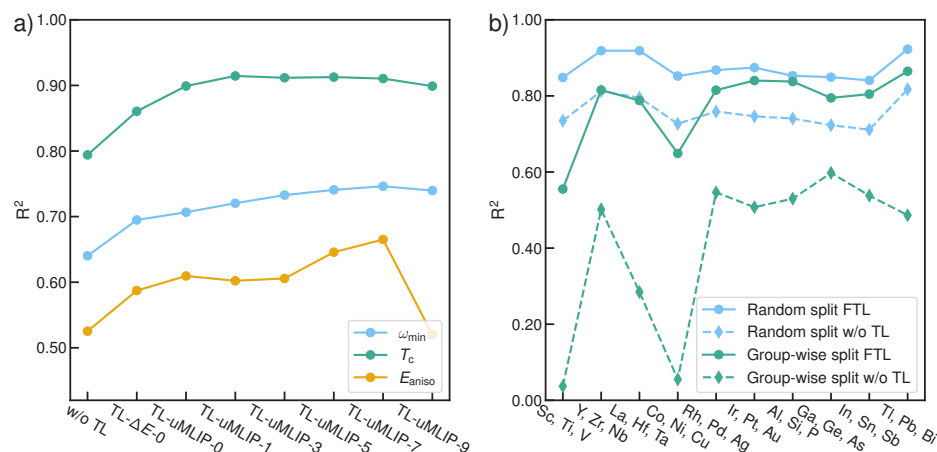 a)
1.00
0.90
0.80
0.70
0.60
0.50
R²
ω_min
T_c
E_aniso
w/o TL
TL-ΔE-0
TL-uMLIP-0
TL-uMLIP-1
TL-uMLIP-3
TL-uMLIP-5
TL-uMLIP-7
TL-uMLIP-9
b)
1.00
0.80
0.60
0.40
0.20
0.00
R²
Random split FTL
Random split w/o TL
Group-wise split FTL
Group-wise split w/o TL
Sc, Ti, V
Y, Zr, Nb
La, Hf, Ta
Co, Ni, Cu
Rh, Pd, Ag
Ir, Pt, Au
Al, Si, P
Ga, Ge, As
In, Sn, Sb
Tl, Pb, Bi